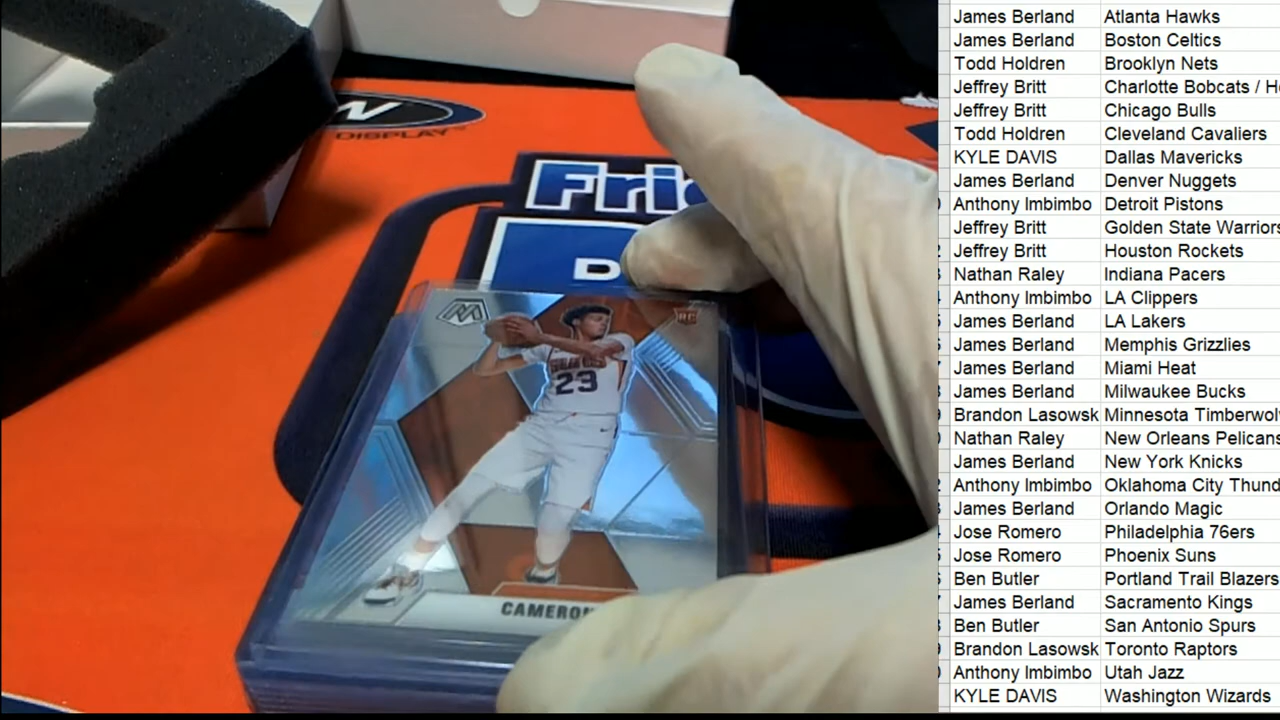 W
DISPLAY
Fri
RC
23
CAMERON
James Berland Atlanta Hawks
James Berland Boston Celtics
Todd Holdren Brooklyn Nets
Jeffrey Britt Charlotte Bobcats / H
Jeffrey Britt Chicago Bulls
Todd Holdren Cleveland Cavaliers
KYLE DAVIS Dallas Mavericks
James Berland Denver Nuggets
Anthony Imbimbo Detroit Pistons
Jeffrey Britt Golden State Warriors
Jeffrey Britt Houston Rockets
Nathan Raley Indiana Pacers
Anthony Imbimbo LA Clippers
James Berland LA Lakers
James Berland Memphis Grizzlies
James Berland Miami Heat
James Berland Milwaukee Bucks
Brandon Lasowsk Minnesota Timberwol
Nathan Raley New Orleans Pelicans
James Berland New York Knicks
Anthony Imbimbo Oklahoma City Thund
James Berland Orlando Magic
Jose Romero Philadelphia 76ers
Jose Romero Phoenix Suns
Ben Butler Portland Trail Blazers
James Berland Sacramento Kings
Ben Butler San Antonio Spurs
Brandon Lasowsk Toronto Raptors
Anthony Imbimbo Utah Jazz
KYLE DAVIS Washington Wizards